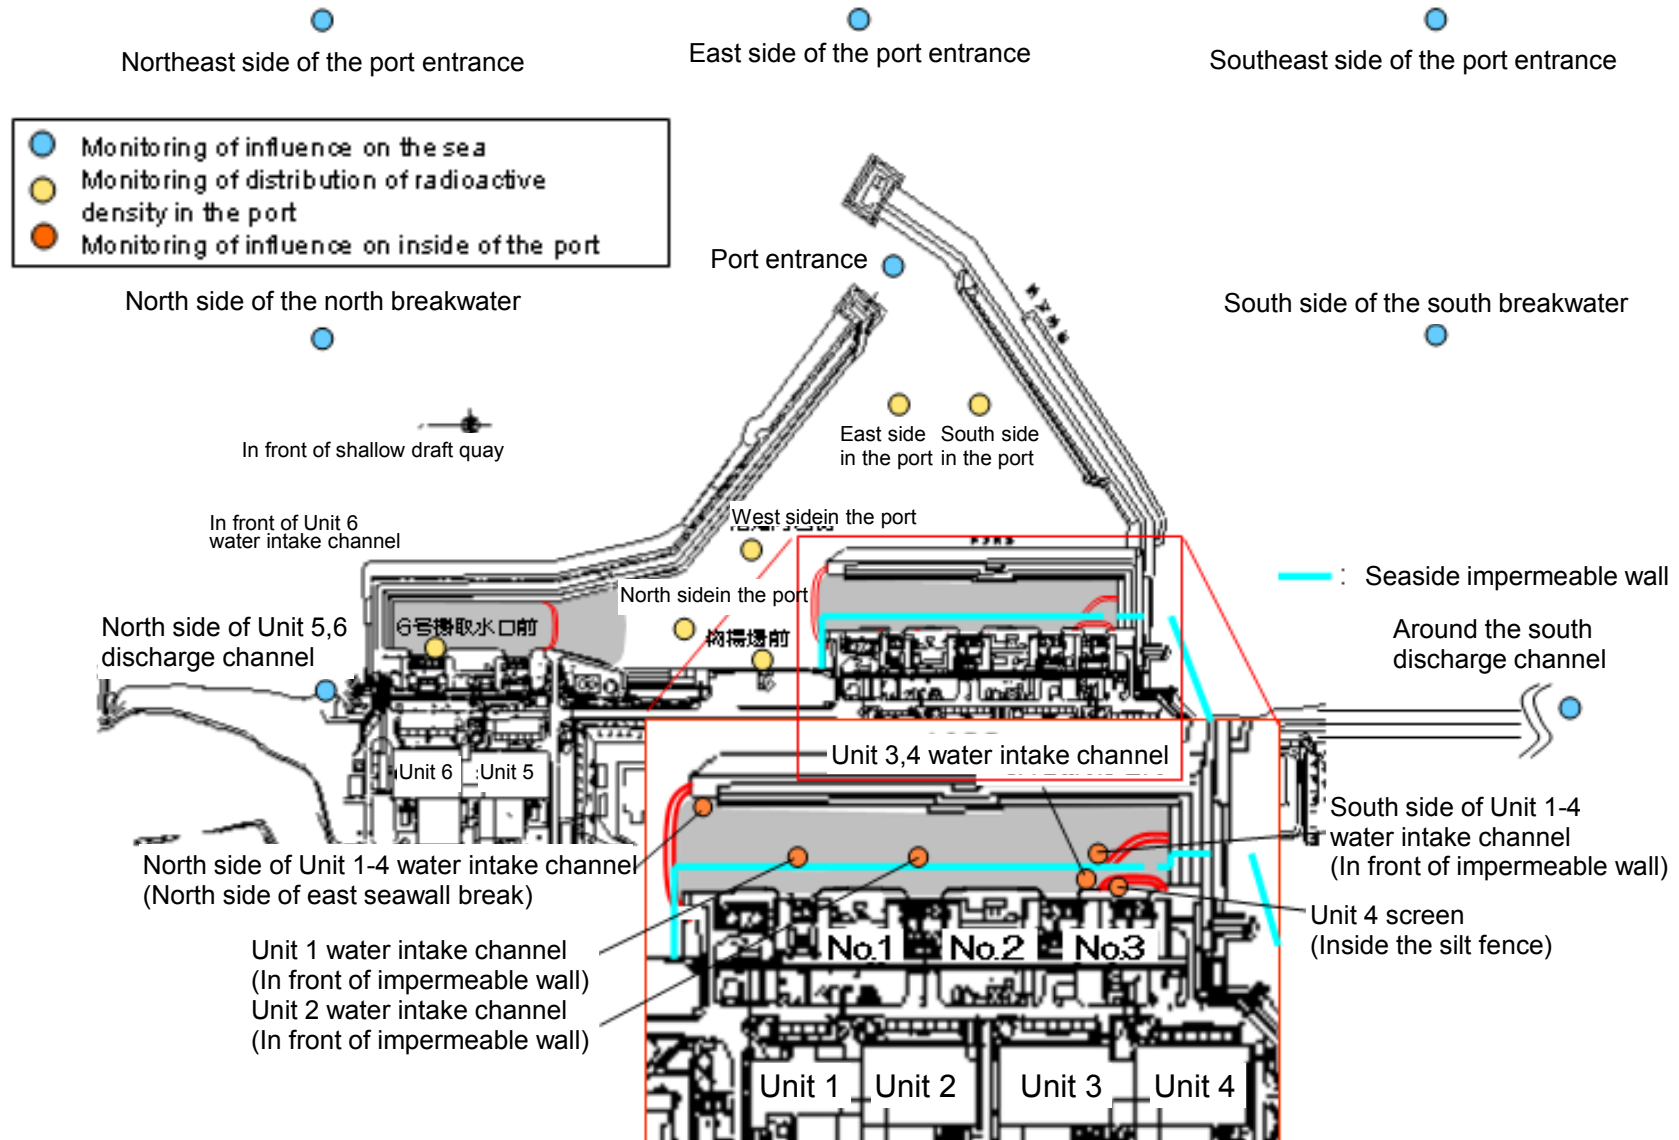 Northeast side of the port entrance
East side of the port entrance
Southeast side of the port entrance
Monitoring of influence on the sea
Monitoring of distribution of radioactive
density in the port
Monitoring of influence on inside of the port
Port entrance
North side of the north breakwater
South side of the south breakwater
In front of shallow draft quay
East side
in the port
South side
in the port
In front of Unit 6
water intake channel
West sidein the port
North sidein the port
: Seaside impermeable wall
6号機取水口前
物揚場前
North side of Unit 5,6
discharge channel
Around the south
discharge channel
Unit 6
Unit 5
Unit 3,4 water intake channel
South side of Unit 1-4
water intake channel
(In front of impermeable wall)
North side of Unit 1-4 water intake channel
(North side of east seawall break)
Unit 4 screen
(Inside the silt fence)
Unit 1 water intake channel
(In front of impermeable wall)
Unit 2 water intake channel
(In front of impermeable wall)
No.1
No.2
No.3
Unit 1
Unit 2
Unit 3
Unit 4